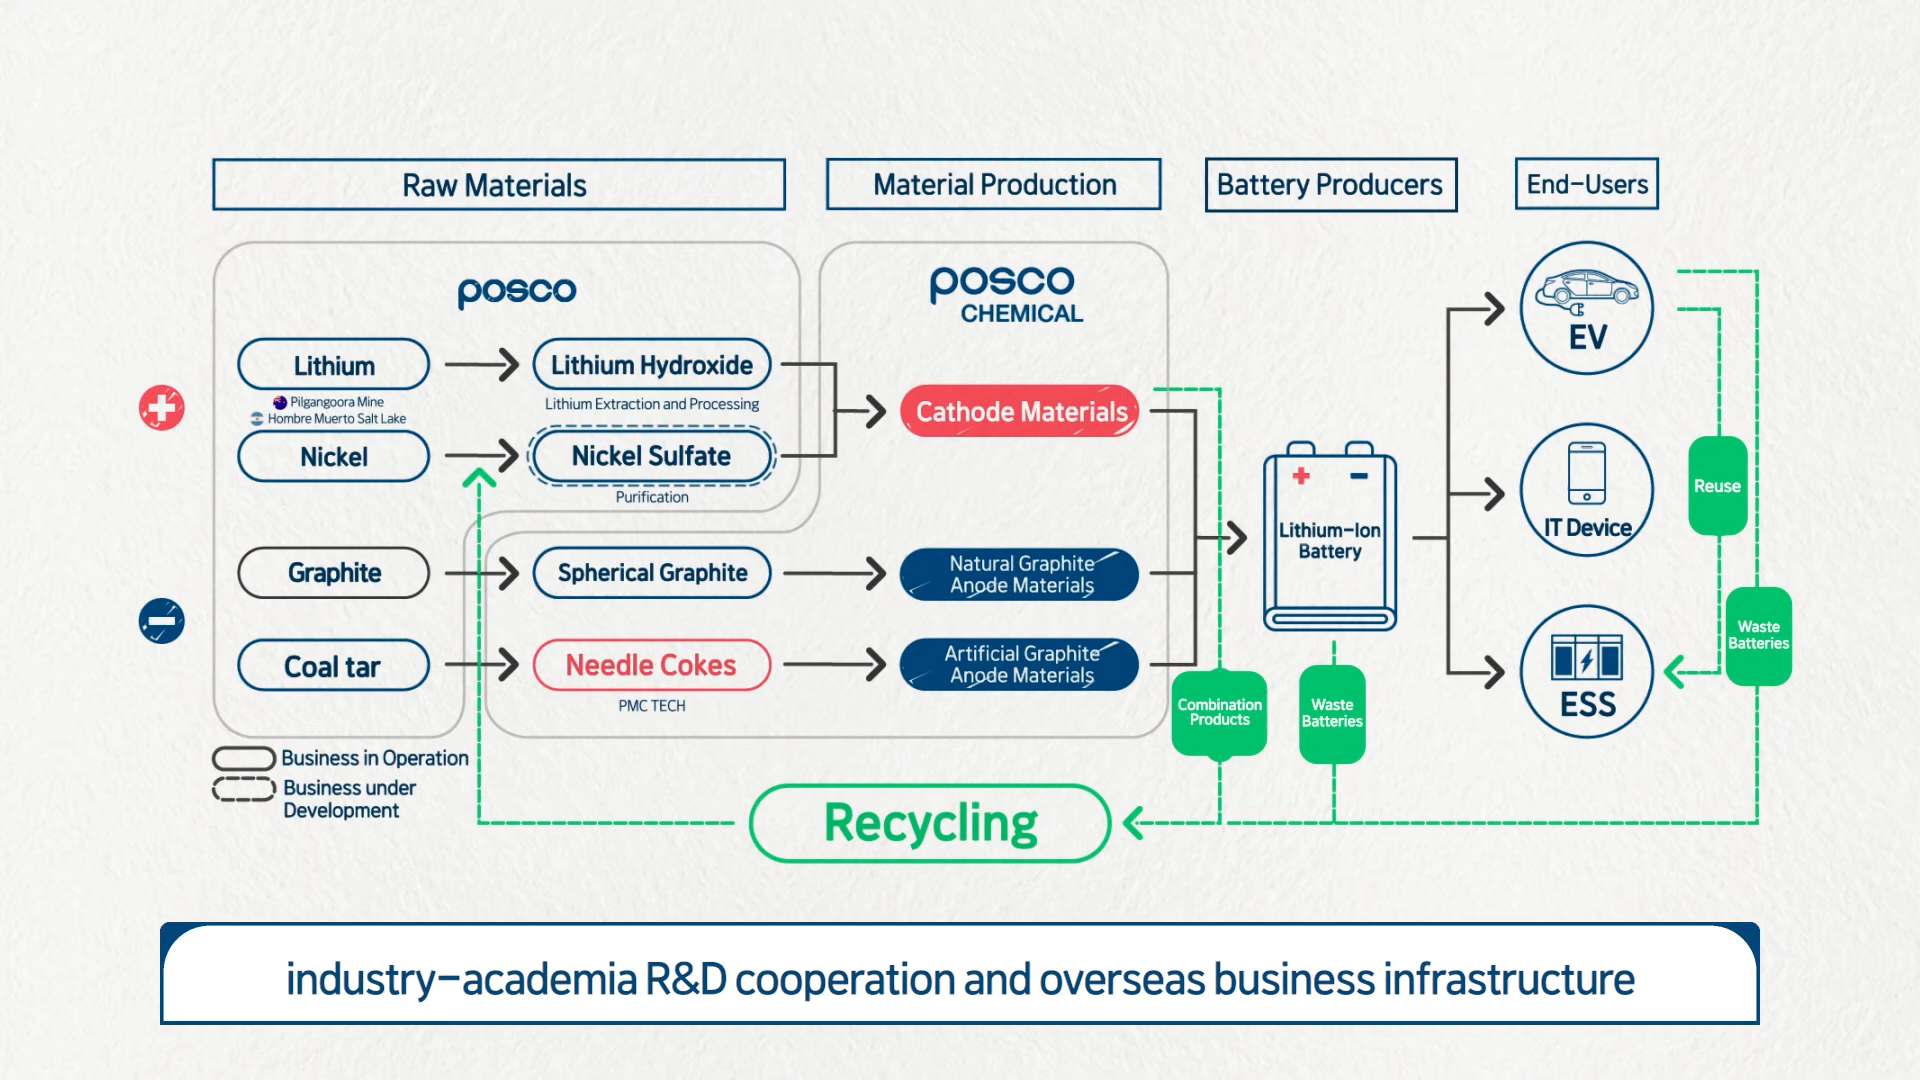 Raw Materials
Material Production
Battery Producers
End-Users
posco
posco
CHEMICAL
Lithium
Pilgangoora Mine
Hombre Muerto Salt Lake
Lithium Hydroxide
Lithium Extraction and Processing
Nickel
Nickel Sulfate
Purification
Cathode Materials
Graphite
Spherical Graphite
Natural Graphite
Anode Materials
Coal tar
Needle Cokes
PMC TECH
Artificial Graphite
Anode Materials
Lithium-Ion
Battery
EV
IT Device
ESS
Reuse
Waste
Batteries
Combination
Products
Waste
Batteries
Business in Operation
Business under
Development
Recycling
industry-academia R&D cooperation and overseas business infrastructure